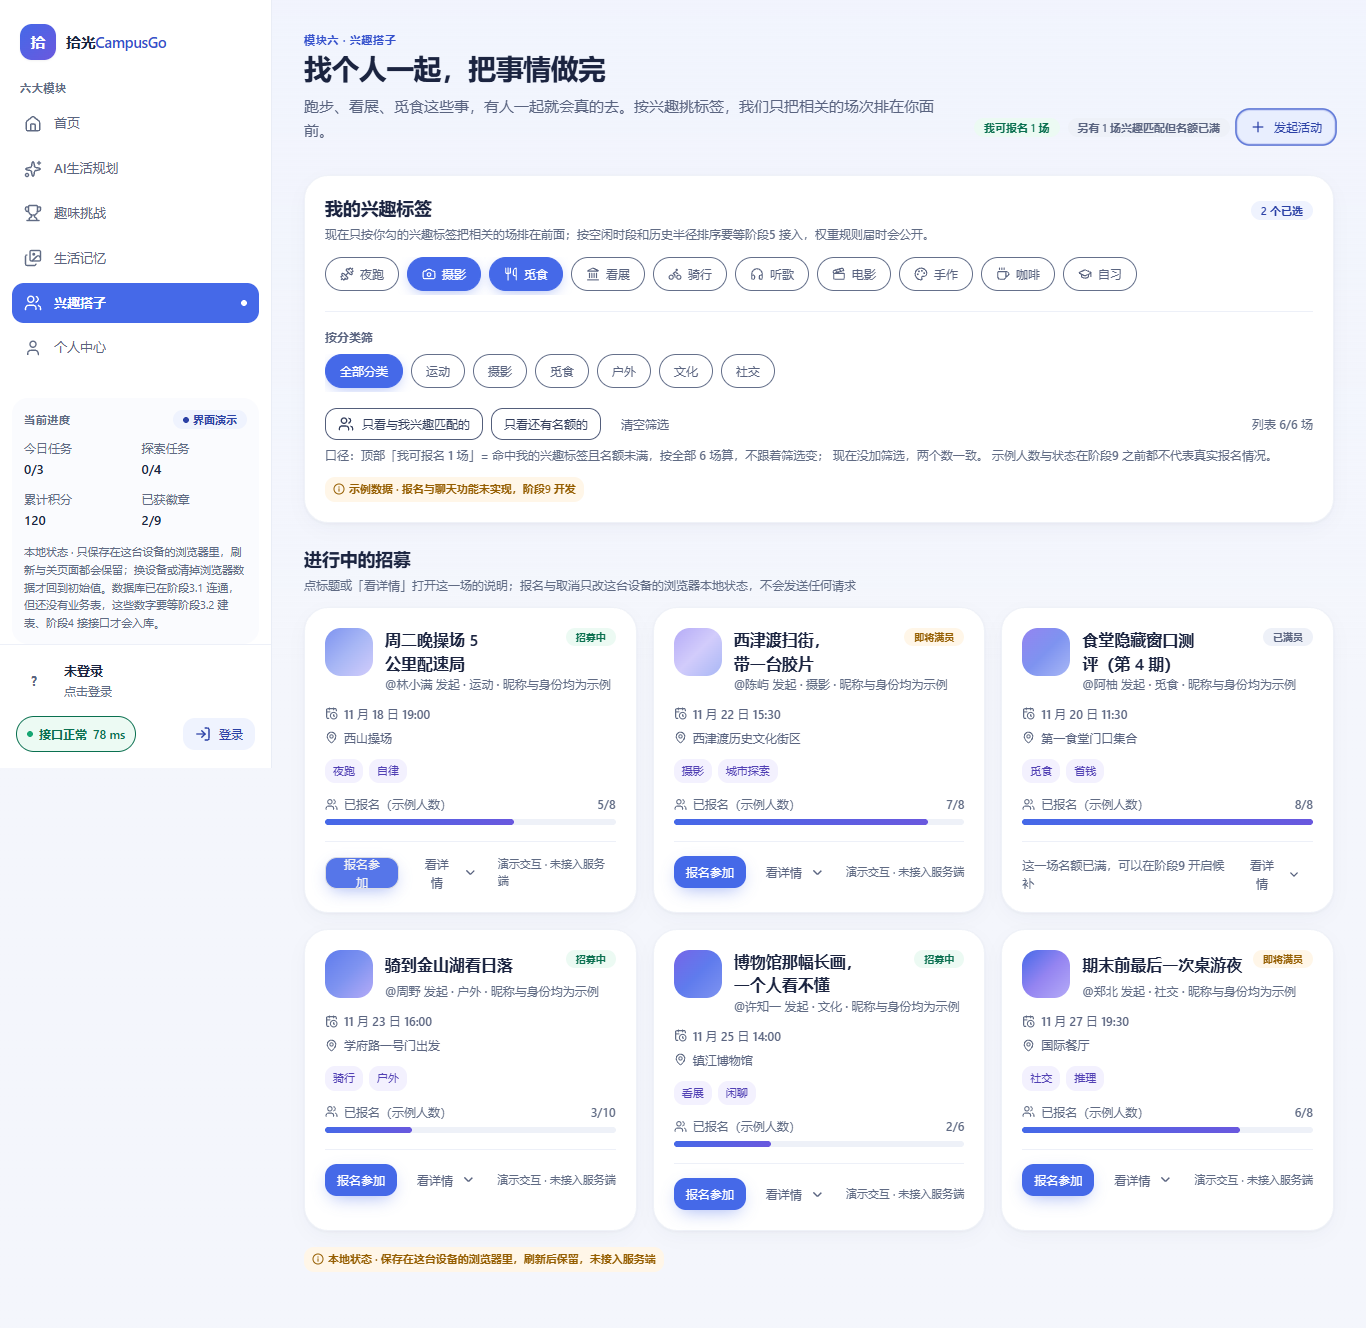 拾 拾光CampusGo
六大模块
首页
AI生活规划
趣味挑战
生活记忆
兴趣搭子
个人中心
当前进度
界面演示
今日任务
探索任务
0/3
0/4
累计积分
已获徽章
120
2/9
本地状态 · 只保存在这台设备的浏览器里，刷
新与关页面都会保留；换设备或清掉浏览器数
据才回到初始值。数据库已在阶段3.1 连通，
但还没有业务表，这些数字要等阶段3.2 建
表、阶段4 接接口才会入库。
?
未登录
点击登录
接口正常 78 ms
登录
模块六 · 兴趣搭子
找个人一起，把事情做完
跑步、看展、觅食这些事，有人一起就会真的去。按兴趣挑标签，我们只把相关的场次排在你面
前。
我可报名 1 场
另有 1 场兴趣匹配但名额已满
发起活动
我的兴趣标签
2 个已选
现在只按你勾的兴趣标签把相关的场排在前面；按空闲时段和历史半径排序要等阶段5 接入，权重规则届时会公开。
夜跑 摄影 觅食 看展 骑行 听歌 电影 手作 咖啡 自习
按分类筛
全部分类 运动 摄影 觅食 户外 文化 社交
只看与我兴趣匹配的 只看还有名额的 清空筛选 列表 6/6 场
口径：顶部「我可报名 1 场」= 命中我的兴趣标签且名额未满，按全部 6 场算，不跟着筛选变； 现在没加筛选，两个数一致。 示例人数与状态在阶段9 之前都不代表真实报名情况。
示例数据 · 报名与聊天功能未实现，阶段9 开发
进行中的招募
点标题或「看详情」打开这一场的说明；报名与取消只改这台设备的浏览器本地状态，不会发送任何请求
周二晚操场 5
公里配速局
招募中
@林小满 发起 · 运动 · 昵称与身份均为示例
11 月 18 日 19:00
西山操场
夜跑 自律
已报名（示例人数） 5/8
报名参
加
看详
情
演示交互 · 未接入服务
端
西津渡扫街，
带一台胶片
即将满员
@陈屿 发起 · 摄影 · 昵称与身份均为示例
11 月 22 日 15:30
西津渡历史文化街区
摄影 城市探索
已报名（示例人数） 7/8
报名参加 看详情 演示交互 · 未接入服务端
食堂隐藏窗口测
评（第 4 期）
已满员
@阿柚 发起 · 觅食 · 昵称与身份均为示例
11 月 20 日 11:30
第一食堂门口集合
觅食 省钱
已报名（示例人数） 8/8
这一场名额已满，可以在阶段9 开启候
补
看详
情
骑到金山湖看日落
招募中
@周野 发起 · 户外 · 昵称与身份均为示例
11 月 23 日 16:00
学府路一号门出发
骑行 户外
已报名（示例人数） 3/10
报名参加 看详情 演示交互 · 未接入服务端
博物馆那幅长画，
一个人看不懂
招募中
@许知一 发起 · 文化 · 昵称与身份均为示例
11 月 25 日 14:00
镇江博物馆
看展 闲聊
已报名（示例人数） 2/6
报名参加 看详情 演示交互 · 未接入服务端
期末前最后一次桌游夜
即将满员
@郑北 发起 · 社交 · 昵称与身份均为示例
11 月 27 日 19:30
国际餐厅
社交 推理
已报名（示例人数） 6/8
报名参加 看详情 演示交互 · 未接入服务端
本地状态 · 保存在这台设备的浏览器里，刷新后保留，未接入服务端